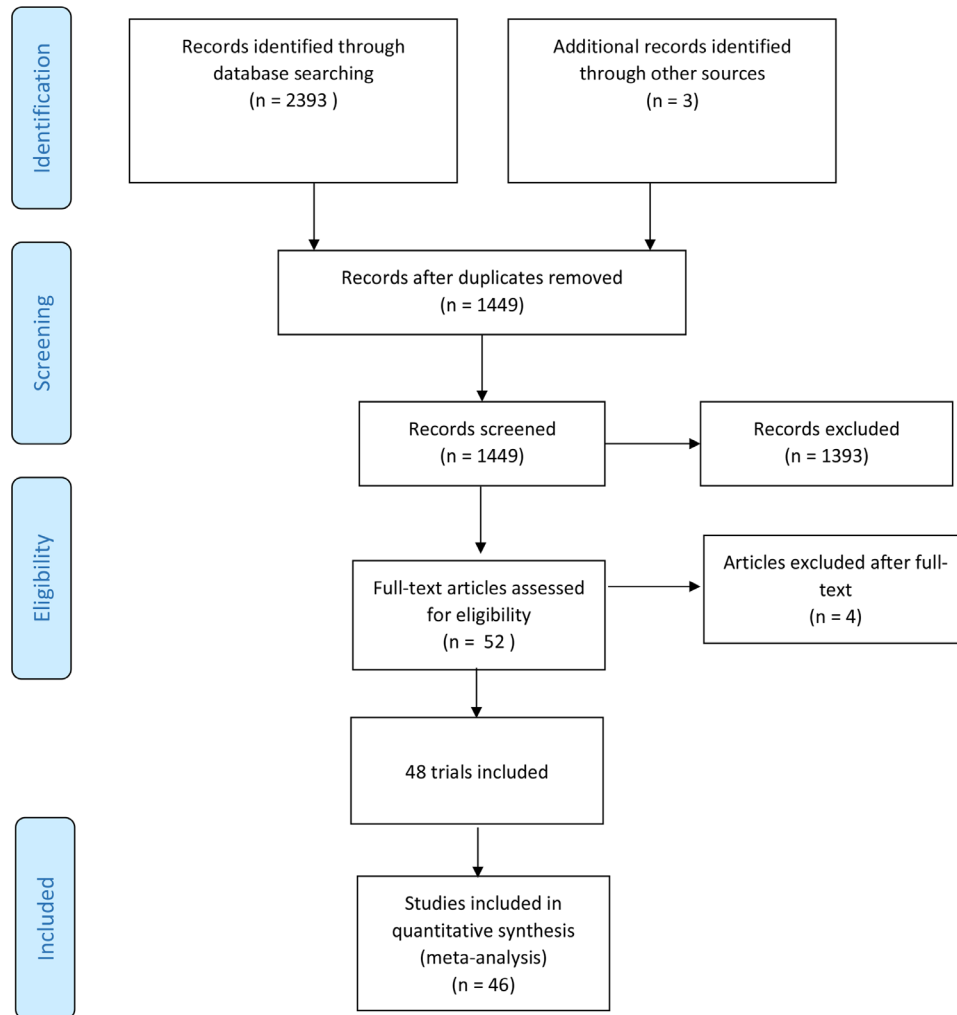 Identification
Records identified through
database searching
(n = 2393 )
Additional records identified
through other sources
(n = 3)
Screening
Records after duplicates removed
(n = 1449)
Records screened
(n = 1449)
Records excluded
(n = 1393)
Eligibility
Full-text articles assessed
for eligibility
(n = 52 )
Articles excluded after full-
text
(n = 4)
48 trials included
Included
Studies included in
quantitative synthesis
(meta-analysis)
(n = 46)